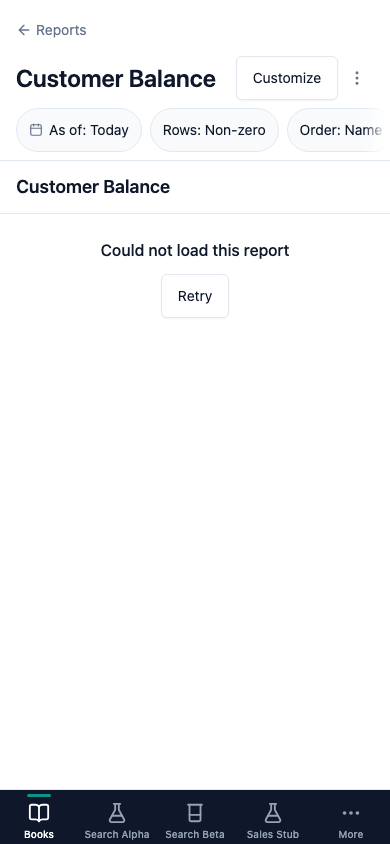 Reports
Customer Balance
Customize
As of: Today
Rows: Non-zero
Order: Name
Customer Balance
Could not load this report
Retry
Books
Search Alpha
Search Beta
Sales Stub
More